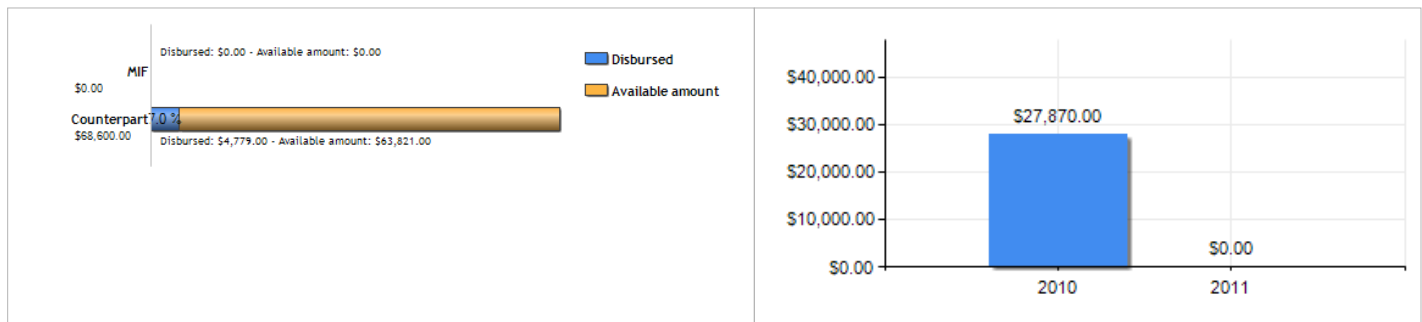 Disbursed: $0.00 - Available amount: $0.00
MIF
$0.00
Counterpart
7.0 %
$68,600.00
Disbursed: $4,779.00 - Available amount: $63,821.00
Disbursed
Available amount
$40,000.00
$30,000.00
$20,000.00
$10,000.00
$0.00
$27,870.00
$0.00
2010
2011